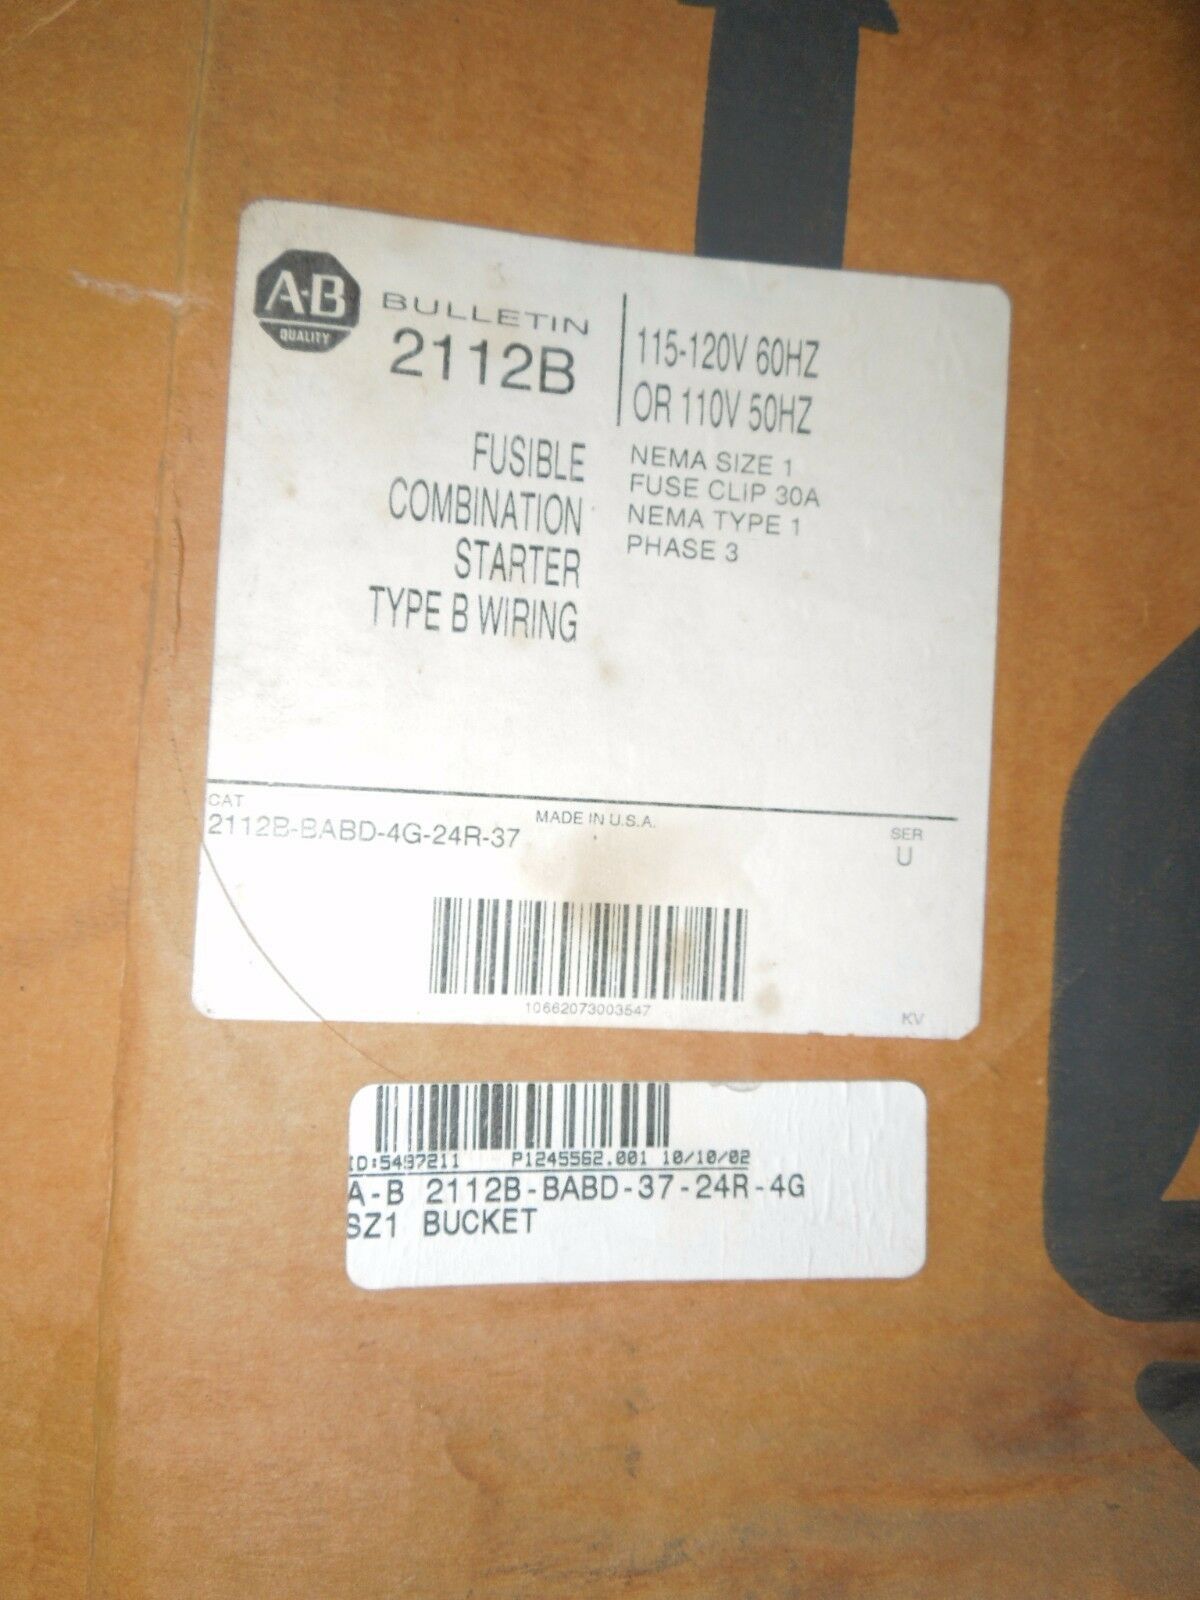 A-B
QUALITY
BULLETIN
2112B
115-120V 60HZ
OR 110V 50HZ
FUSIBLE
COMBINATION
STARTER
TYPE B WIRING
NEMA SIZE 1
FUSE CLIP 30A
NEMA TYPE 1
PHASE 3
CAT
2112B-BABD-4G-24R-37
MADE IN U.S.A.
SER
U
10662073003547
KV
ID:5497211 P1245562.001 10/10/02
A-B 2112B-BABD-37-24R-4G
SZ1 BUCKET